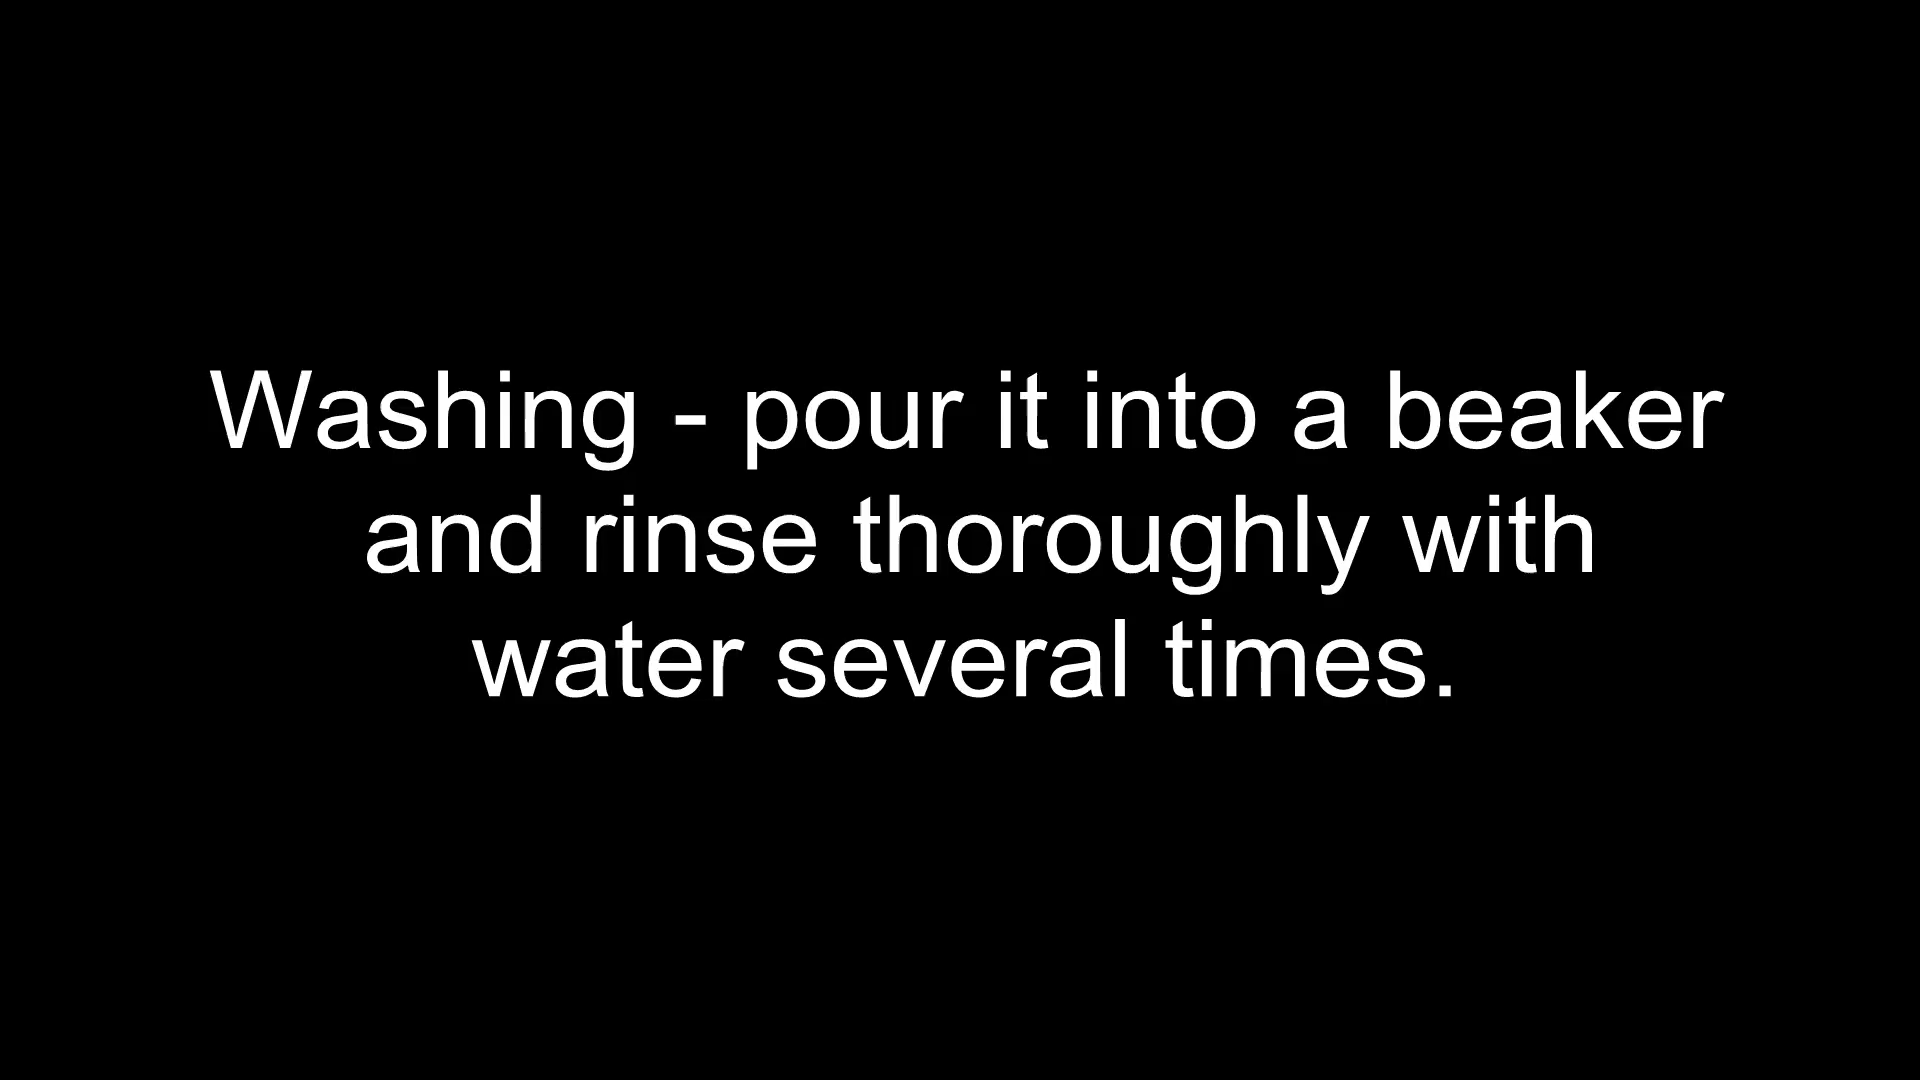 Washing - pour it into a beaker
and rinse thoroughly with
water several times.